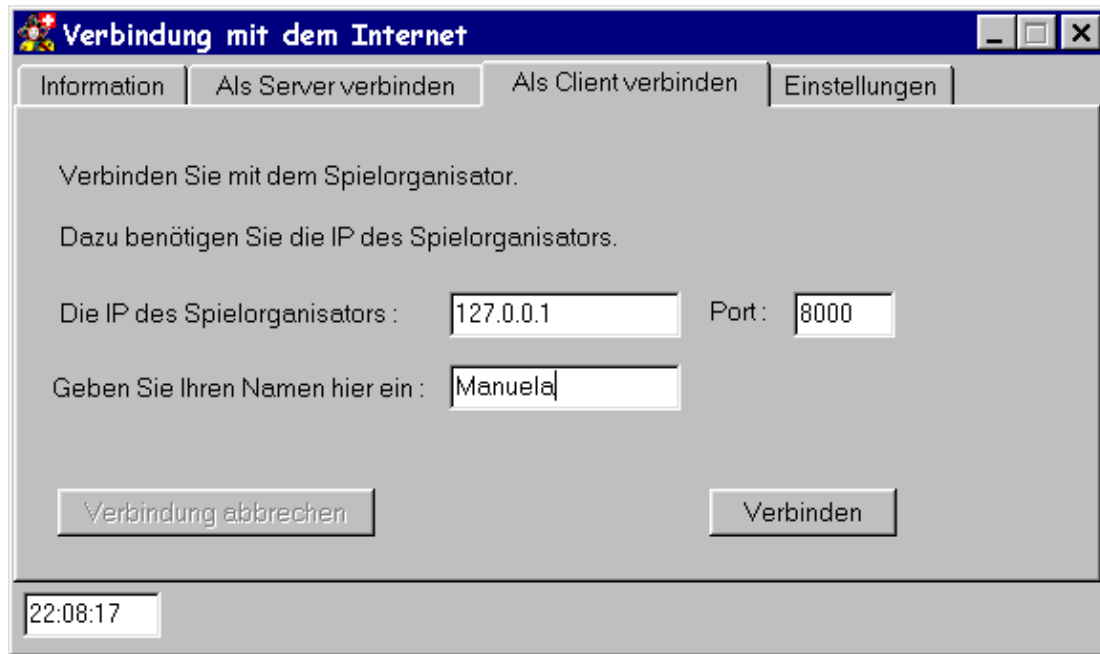 Verbindung mit dem Internet
Information Als Server verbinden Als Client verbinden Einstellungen
Verbinden Sie mit dem Spielorganisator.
Dazu benötigen Sie die IP des Spielorganisators.
Die IP des Spielorganisators : 127.0.0.1 Port : 8000
Geben Sie Ihren Namen hier ein : Manuela
Verbindung abbrechen Verbinden
22:08:17